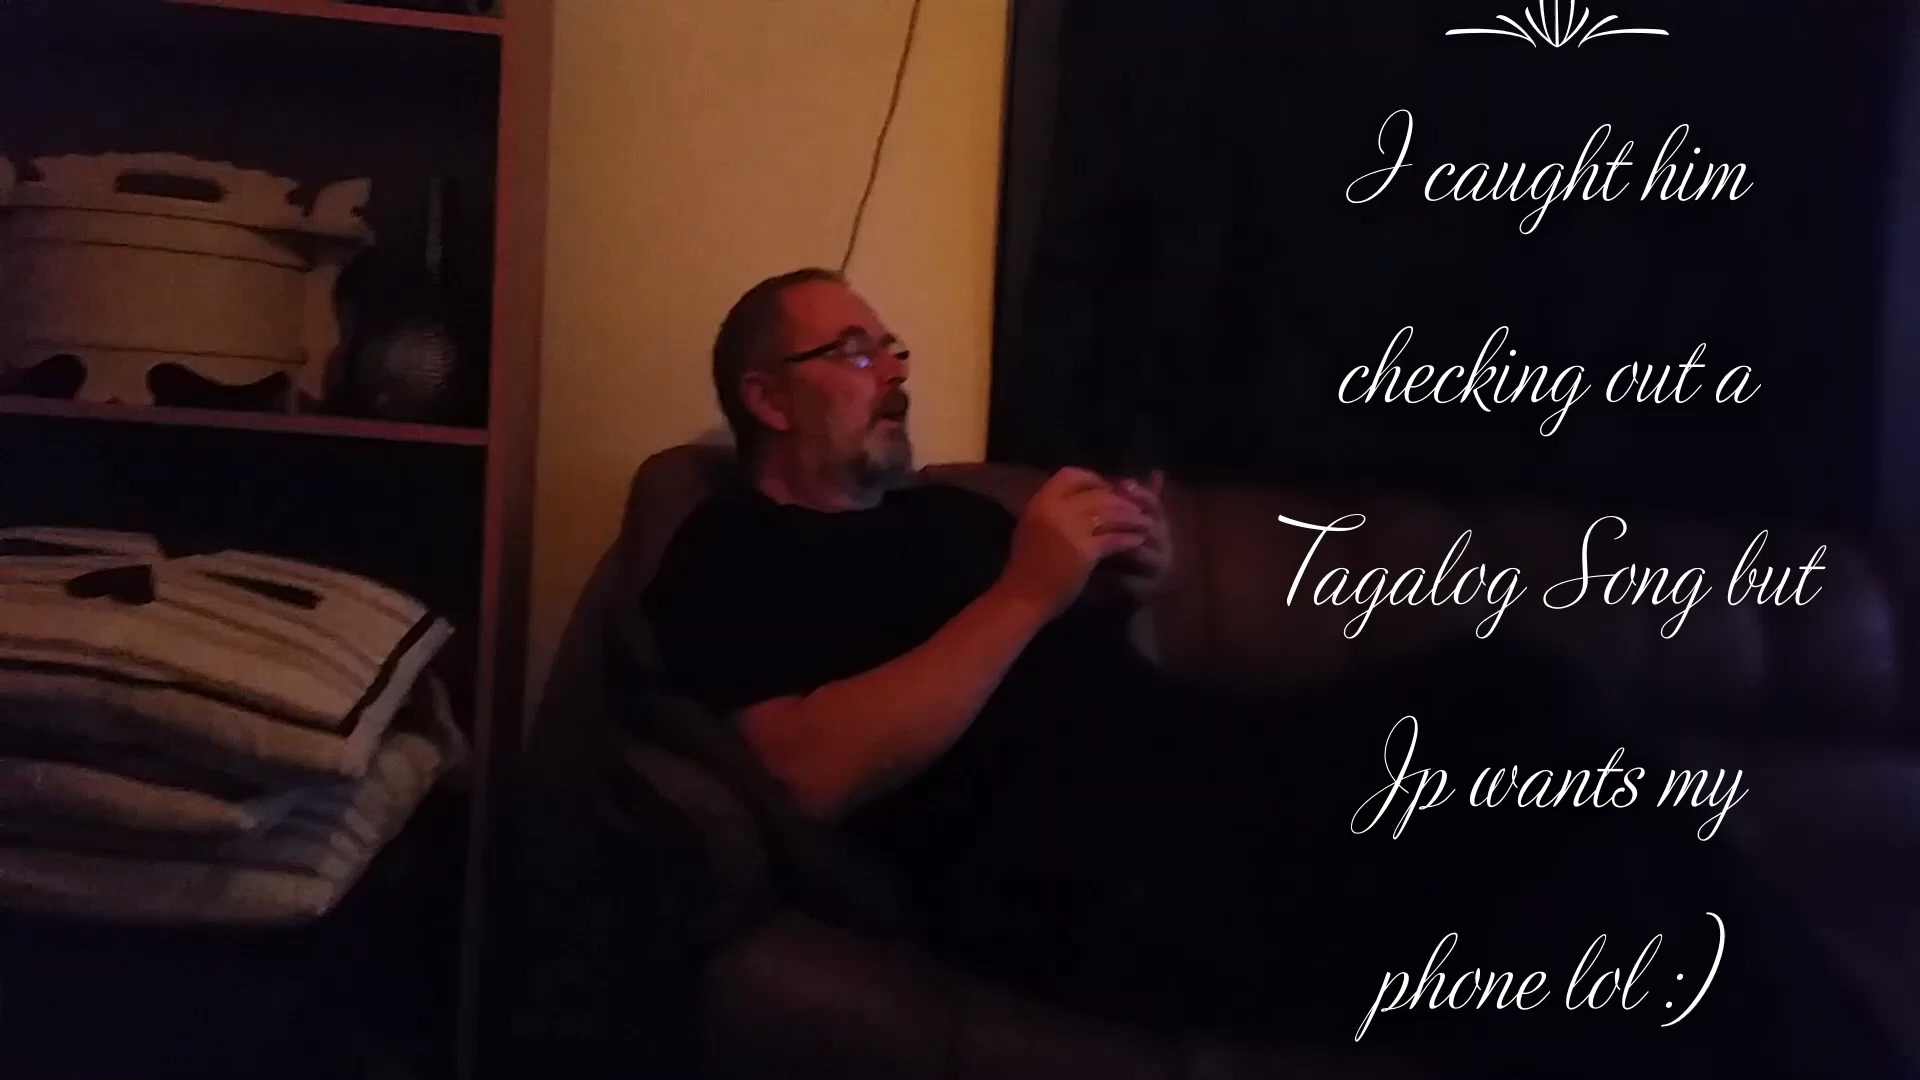 I caught him
checking out a
Tagalog Song but
Jp wants my
phone lol :)